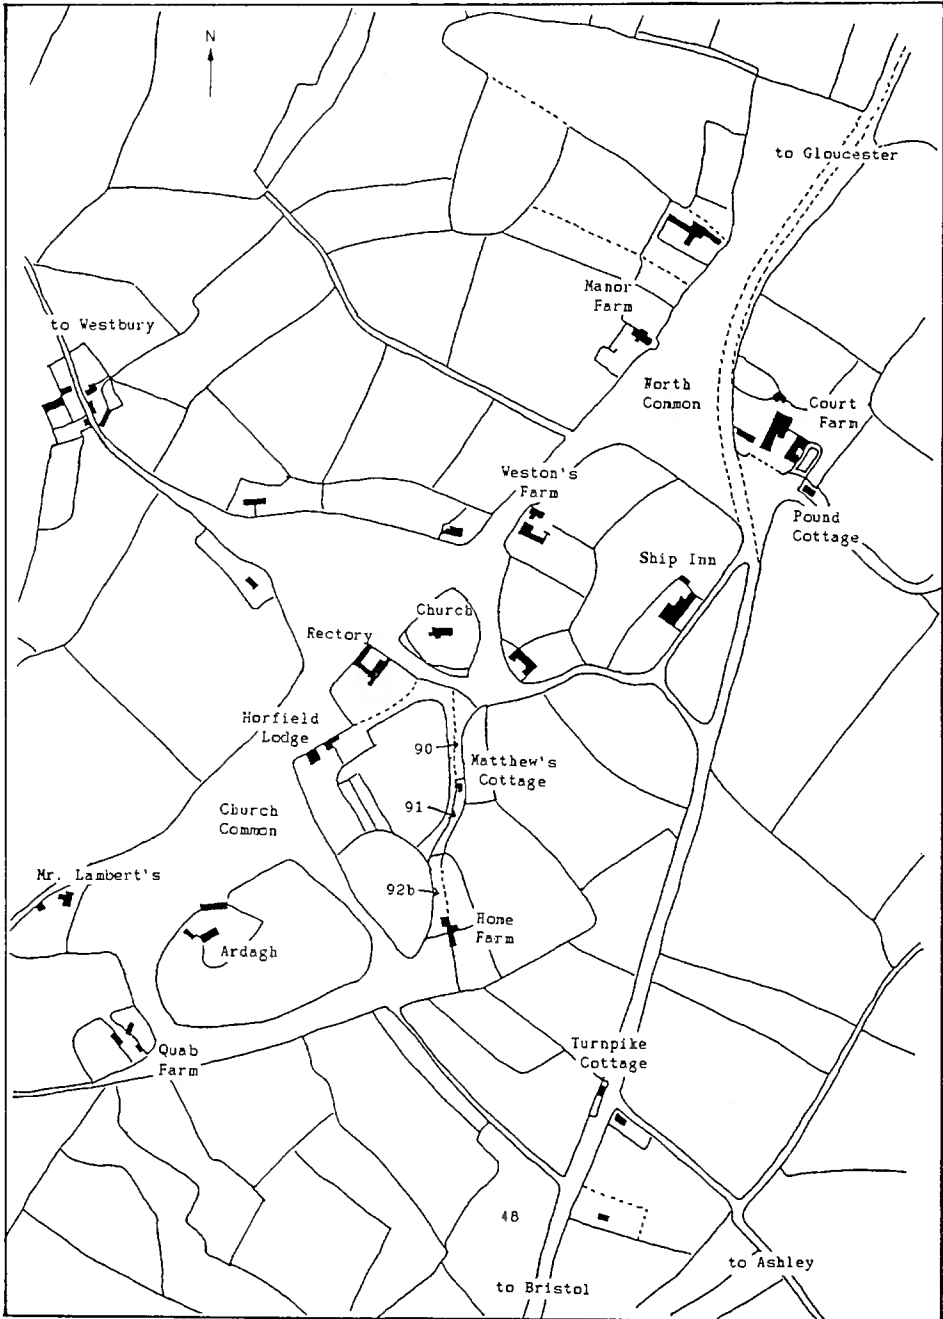 N
to Gloucester
Manor
Farm
to Westbury
North
Common
Court
Farm
Weston's
Farm
Pound
Cottage
Ship Inn
Church
Rectory
Horfield
Lodge
90
Matthew's
Cottage
91
Church
Common
Mr. Lambert's
92b
Home
Farm
Ardagh
Turnpike
Cottage
Quab
Farm
48
to Ashley
to Bristol